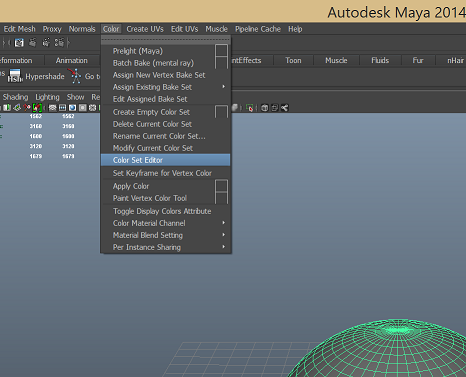 Autodesk Maya 2014
Edit Mesh Proxy Normals Color Create UVs Edit UVs Muscle Pipeline Cache Help
Animation Effects Toon Muscle Fluids Fur nHair
Hypershade Go to
Shading Lighting Show
1562 1562
3160 3160
1600 1600
3120 3120
1679 1679
Prelight (Maya)
Batch Bake (mental ray)
Assign New Vertex Bake Set
Assign Existing Bake Set
Edit Assigned Bake Set
Create Empty Color Set
Delete Current Color Set
Rename Current Color Set...
Modify Current Color Set
Color Set Editor
Set Keyframe for Vertex Color
Apply Color
Paint Vertex Color Tool
Toggle Display Colors Attribute
Color Material Channel
Material Blend Setting
Per Instance Sharing